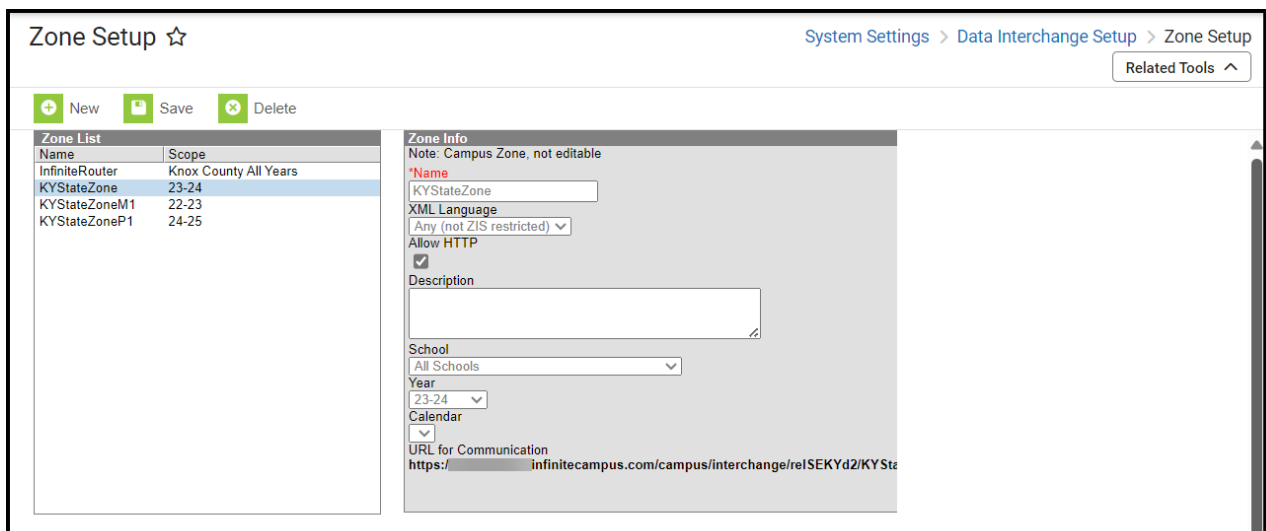 Zone Setup
System Settings > Data Interchange Setup > Zone Setup
Related Tools
New Save Delete
Zone List
Name Scope
InfiniteRouter Knox County All Years
KYStateZone 23-24
KYStateZoneM1 22-23
KYStateZoneP1 24-25
Zone Info
Note: Campus Zone, not editable
*Name
KYStateZone
XML Language
Any (not ZIS restricted)
Allow HTTP
Description
School
All Schools
Year
23-24
Calendar
URL for Communication
https:/ infinitecampus.com/campus/interchange/relSEKYd2/KYSta